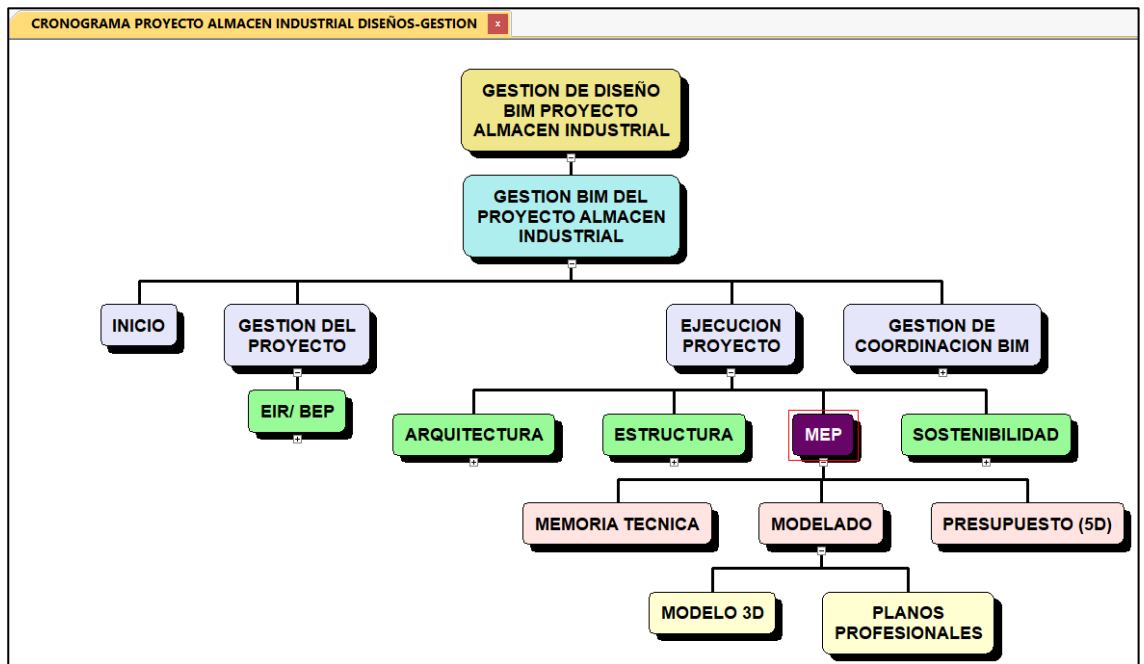 CRONOGRAMA PROYECTO ALMACEN INDUSTRIAL DISEÑOS-GESTION x
GESTION DE DISEÑO
BIM PROYECTO
ALMACEN INDUSTRIAL
GESTION BIM DEL
PROYECTO ALMACEN
INDUSTRIAL
INICIO
GESTION DEL
PROYECTO
EJECUCION
PROYECTO
GESTION DE
COORDINACION BIM
EIR/ BEP
ARQUITECTURA
ESTRUCTURA
MEP
SOSTENIBILIDAD
MEMORIA TECNICA
MODELADO
PRESUPUESTO (5D)
MODELO 3D
PLANOS
PROFESIONALES